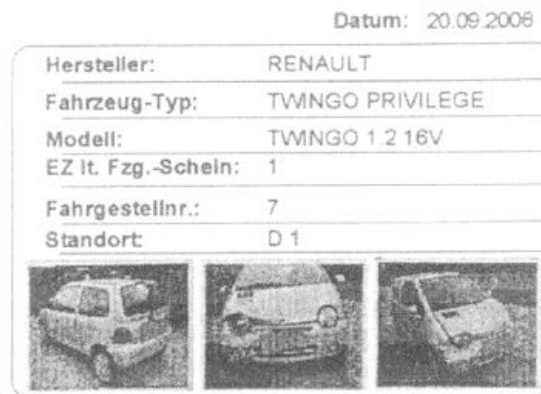 Datum: 20.09.2006
Hersteller: RENAULT
Fahrzeug-Typ: TWINGO PRIVILEGE
Modell: TWINGO 1.2 16V
EZ lt. Fzg.-Schein: 1
Fahrgestellnr.: 7
Standort: D 1